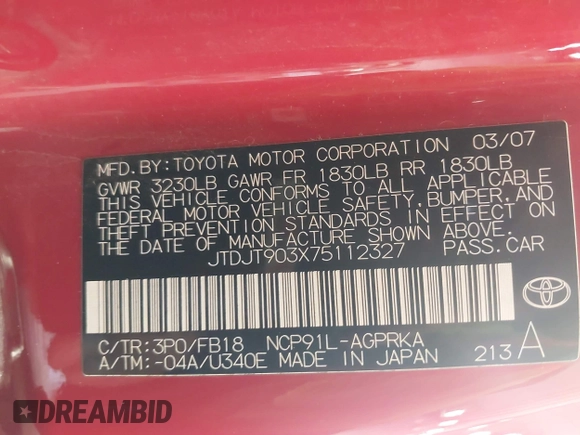 MFD. BY: TOYOTA MOTOR CORPORATION 03/07
GVWR 3230LB GAWR FR 1830LB RR 1830LB
THIS VEHICLE CONFORMS TO ALL APPLICABLE
FEDERAL MOTOR VEHICLE SAFETY, BUMPER, AND
THEFT PREVENTION STANDARDS IN EFFECT ON
THE DATE OF MANUFACTURE SHOWN ABOVE.
JTDJT903X75112327 PASS. CAR
C/TR: 3P0/FB18 NCP91L-AGPRKA
A/TM: -04A/U340E MADE IN JAPAN 213 A
DREAMBID